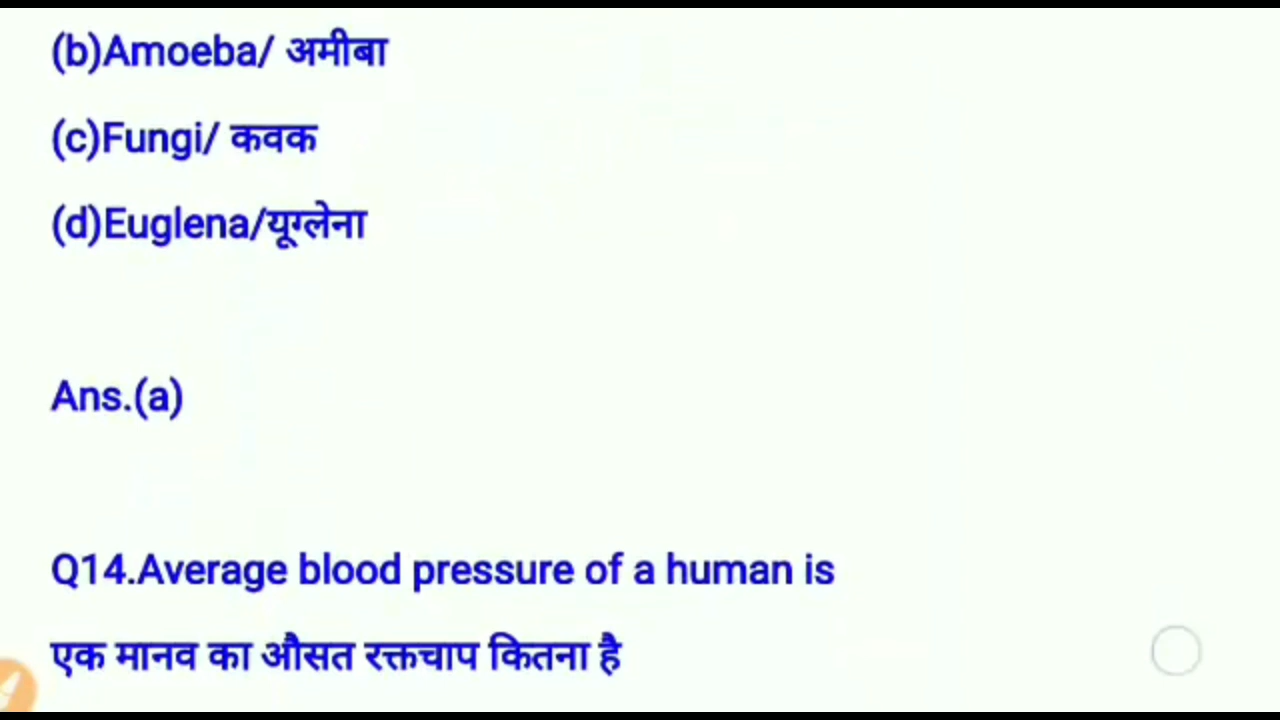 (b)Amoeba/ अमीबा
(c)Fungi/ कवक
(d)Euglena/यूग्लेना
Ans.(a)
Q14.Average blood pressure of a human is
एक मानव का औसत रक्तचाप कितना है